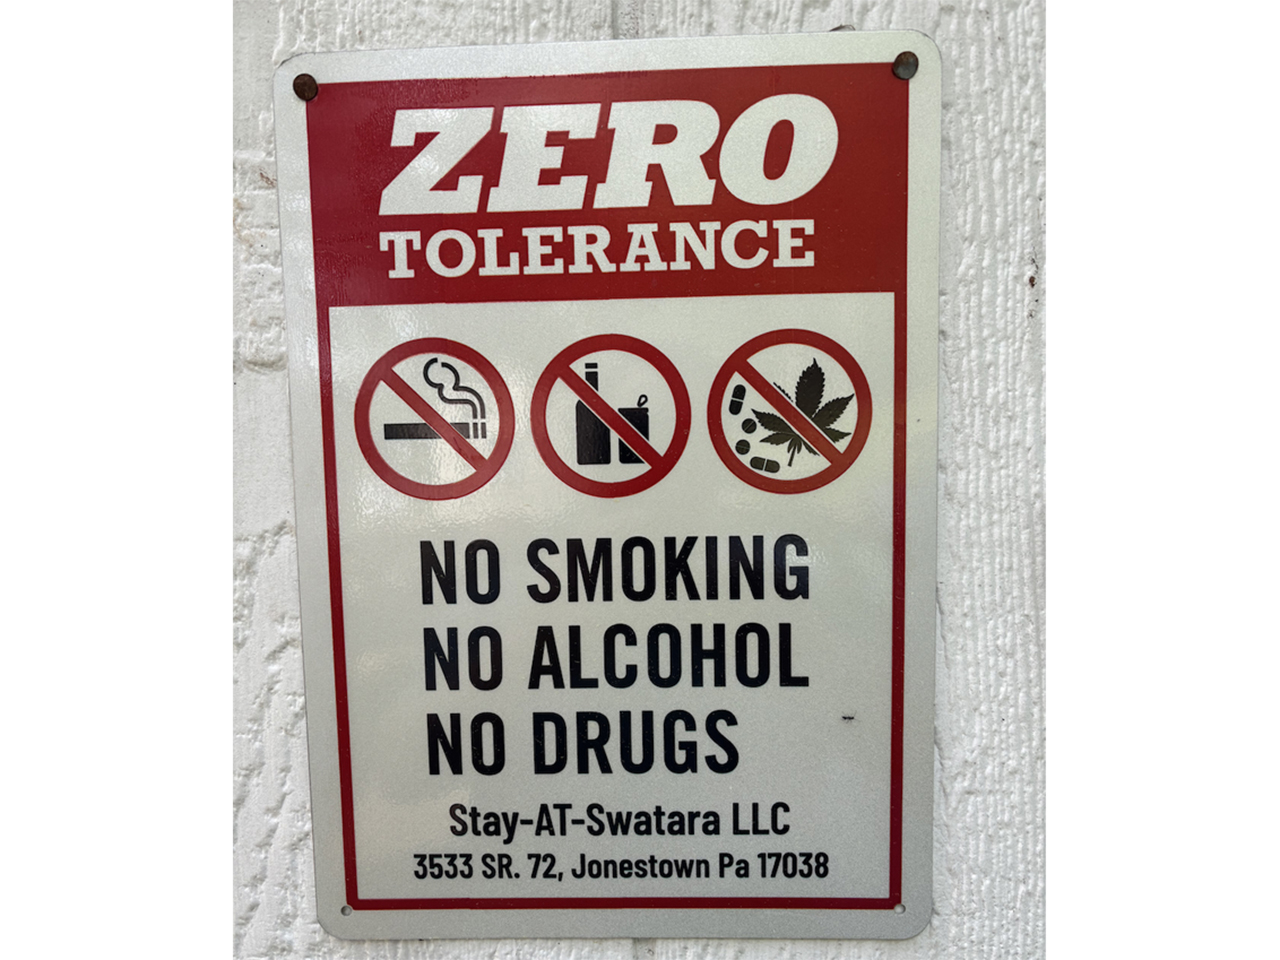 ZERO
TOLERANCE
NO SMOKING
NO ALCOHOL
NO DRUGS
Stay-AT-Swatara LLC
3533 SR. 72, Jonestown Pa 17038